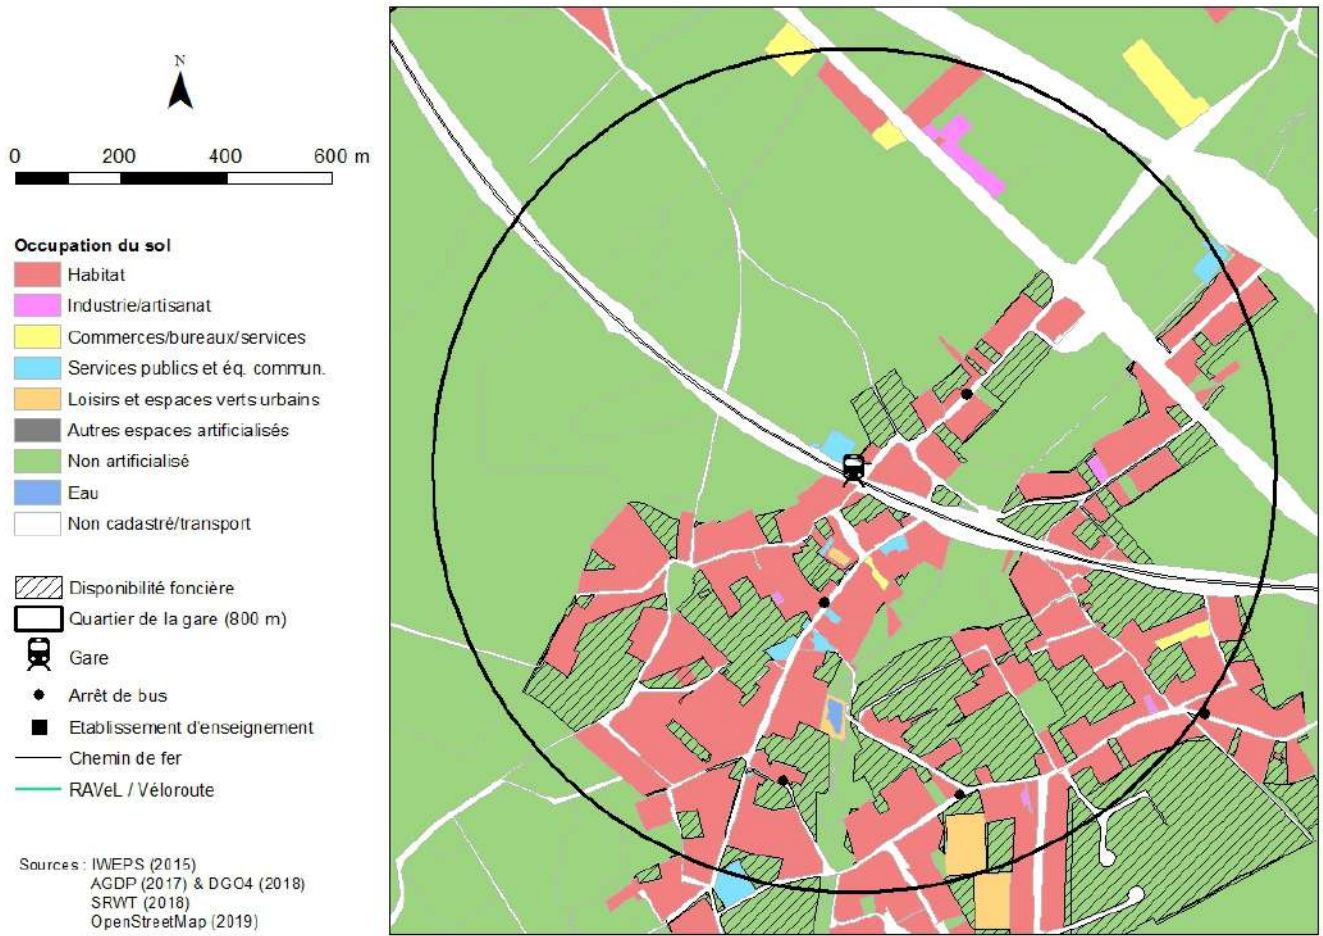 N
0 200 400 600 m
Occupation du sol
Habitat
Industrie/artisanat
Commerces/bureaux/services
Services publics et éq. commun.
Loisirs et espaces verts urbains
Autres espaces artificialisés
Non artificialisé
Eau
Non cadastré/transport
Disponibilité foncière
Quartier de la gare (800 m)
Gare
Arrêt de bus
Etablissement d'enseignement
Chemin de fer
RAVeL / Véloroute
Sources : IWEPS (2015)
AGDP (2017) & DGO4 (2018)
SRWT (2018)
OpenStreetMap (2019)